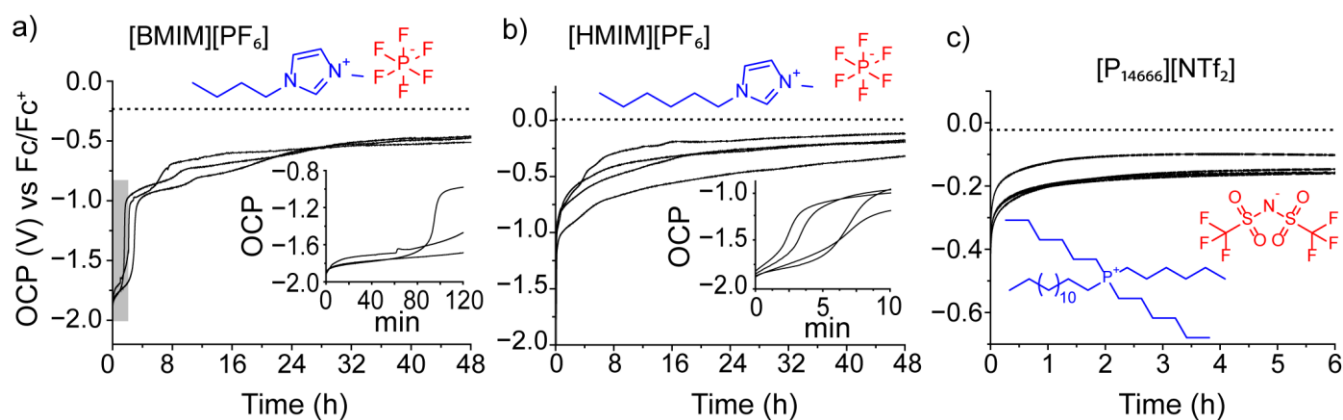 a)
[BMIM][PF₆]
N
N⁺
F
F
F
P⁻
F
F
F
OCP (V) vs Fc/Fc⁺
0.0
−0.5
−1.0
−1.5
−2.0
0 8 16 24 32 40 48
Time (h)
OCP
−0.8
−1.2
−1.6
−2.0
0 40 80 120
min
b)
[HMIM][PF₆]
N
N⁺
F
F
F
P⁻
F
F
F
0.0
−0.5
−1.0
−1.5
−2.0
0 8 16 24 32 40 48
Time (h)
OCP
−1.0
−1.5
−2.0
0 5 10
min
c)
[P₁₄₆₆₆][NTf₂]
0.0
−0.2
−0.4
−0.6
0 1 2 3 4 5 6
Time (h)
O O
S N⁻ S
O O
F F
F F
F F
P⁺
( )₁₀